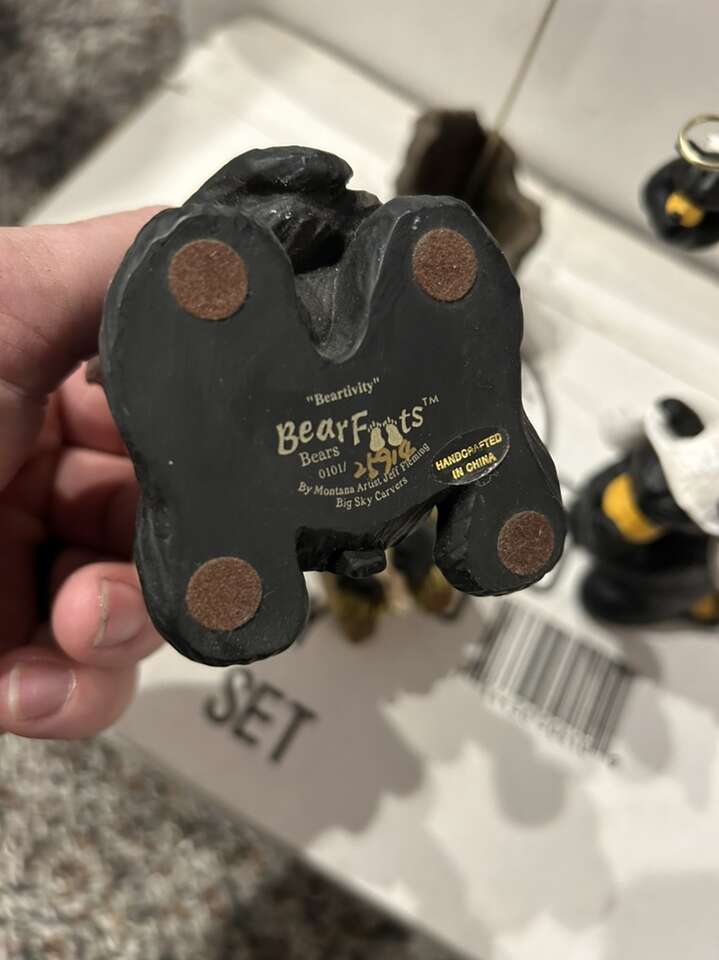 "Beartivity"
BearFoots™
Bears
0101/
By Montana Artist Jeff Fleming
Big Sky Carvers
HANDCRAFTED
IN CHINA
SET